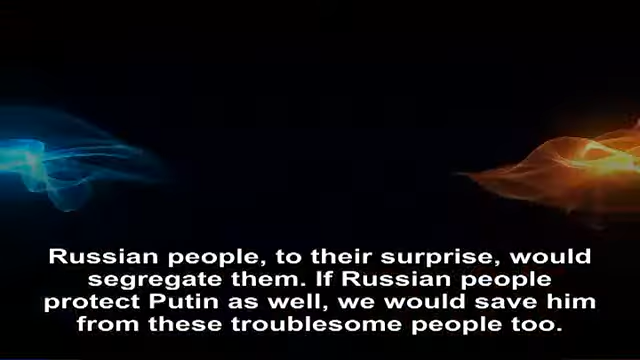 Russian people, to their surprise, would
segregate them. If Russian people
protect Putin as well, we would save him
from these troublesome people too.